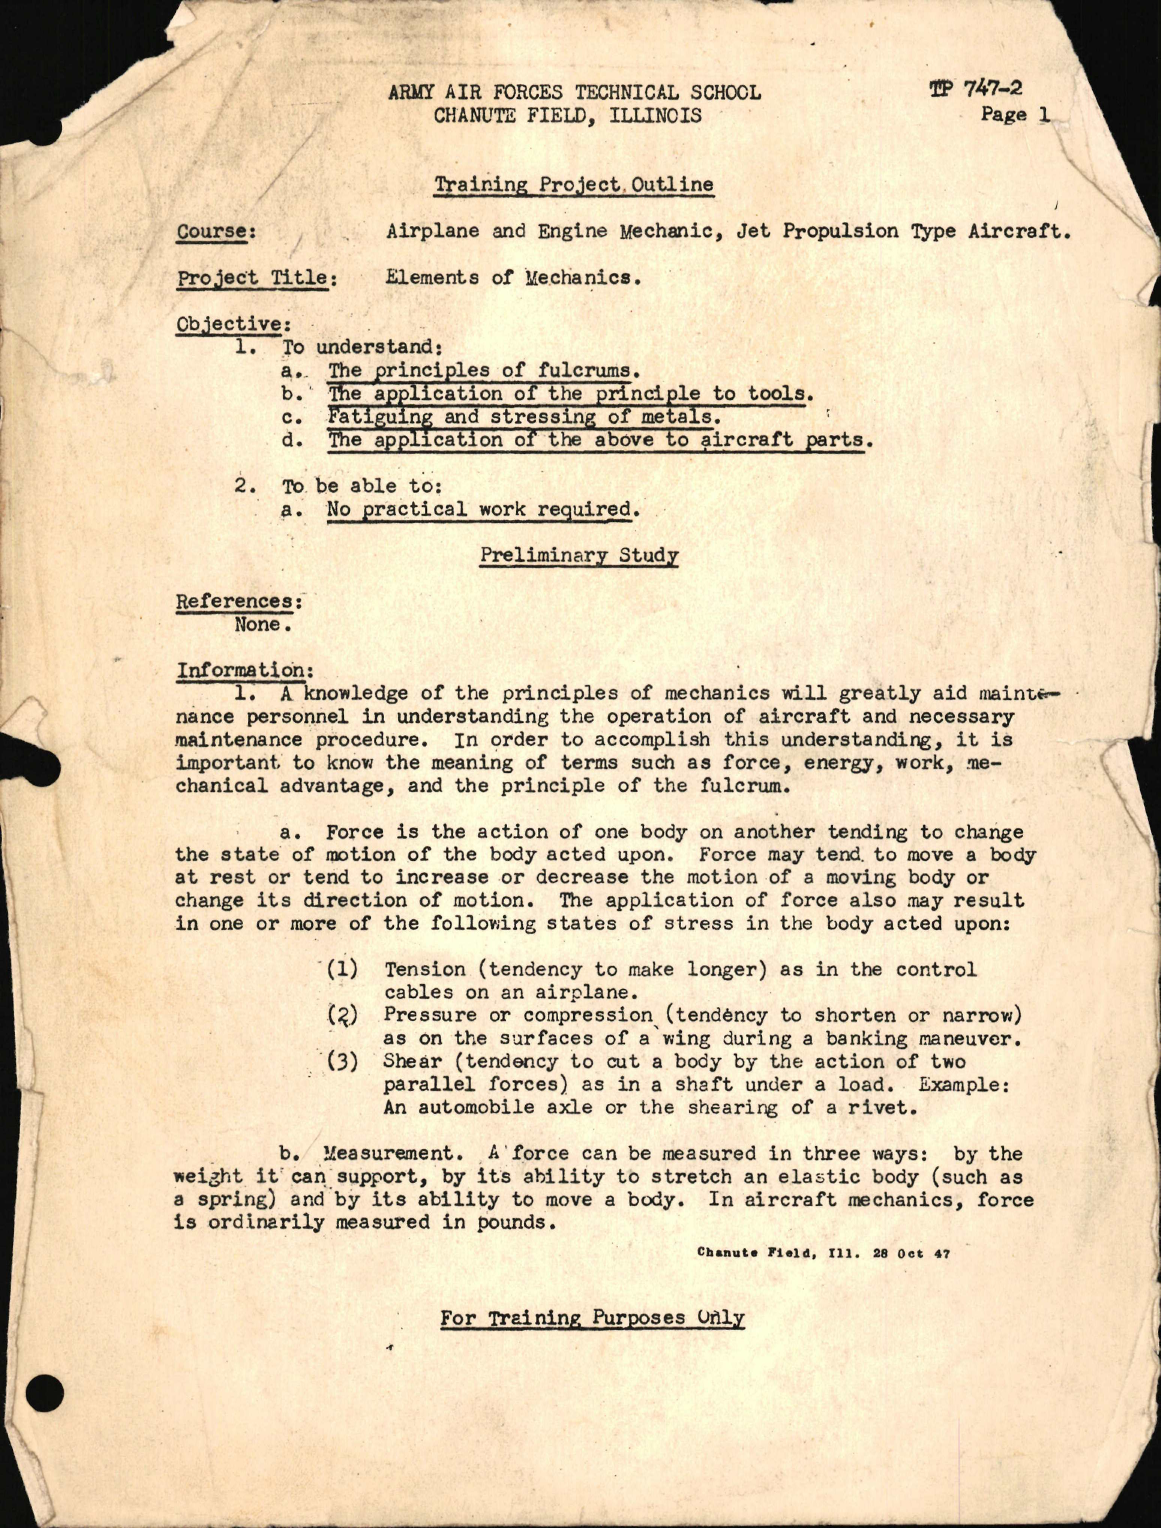 ARMY AIR FORCES TECHNICAL SCHOOL
CHANUTE FIELD, ILLINOIS
TP 747-2
Page 1
Training Project Outline
Course: Airplane and Engine Mechanic, Jet Propulsion Type Aircraft.
Project Title: Elements of Mechanics.
Objective:
1. To understand:
a. The principles of fulcrums.
b. The application of the principle to tools.
c. Fatiguing and stressing of metals.
d. The application of the above to aircraft parts.
2. To be able to:
a. No practical work required.
Preliminary Study
References:
None.
Information:
1. A knowledge of the principles of mechanics will greatly aid mainte-
nance personnel in understanding the operation of aircraft and necessary
maintenance procedure. In order to accomplish this understanding, it is
important to know the meaning of terms such as force, energy, work, me-
chanical advantage, and the principle of the fulcrum.
a. Force is the action of one body on another tending to change
the state of motion of the body acted upon. Force may tend to move a body
at rest or tend to increase or decrease the motion of a moving body or
change its direction of motion. The application of force also may result
in one or more of the following states of stress in the body acted upon:
(1) Tension (tendency to make longer) as in the control
cables on an airplane.
(2) Pressure or compression (tendency to shorten or narrow)
as on the surfaces of a wing during a banking maneuver.
(3) Shear (tendency to cut a body by the action of two
parallel forces) as in a shaft under a load. Example:
An automobile axle or the shearing of a rivet.
b. Measurement. A force can be measured in three ways: by the
weight it can support, by its ability to stretch an elastic body (such as
a spring) and by its ability to move a body. In aircraft mechanics, force
is ordinarily measured in pounds.
Chanute Field, Ill. 28 Oct 47
For Training Purposes Only